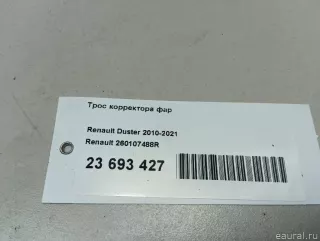 Трос корректора фар
Renault Duster 2010-2021
Renault 260107488R
23 693 427
eaural.ru